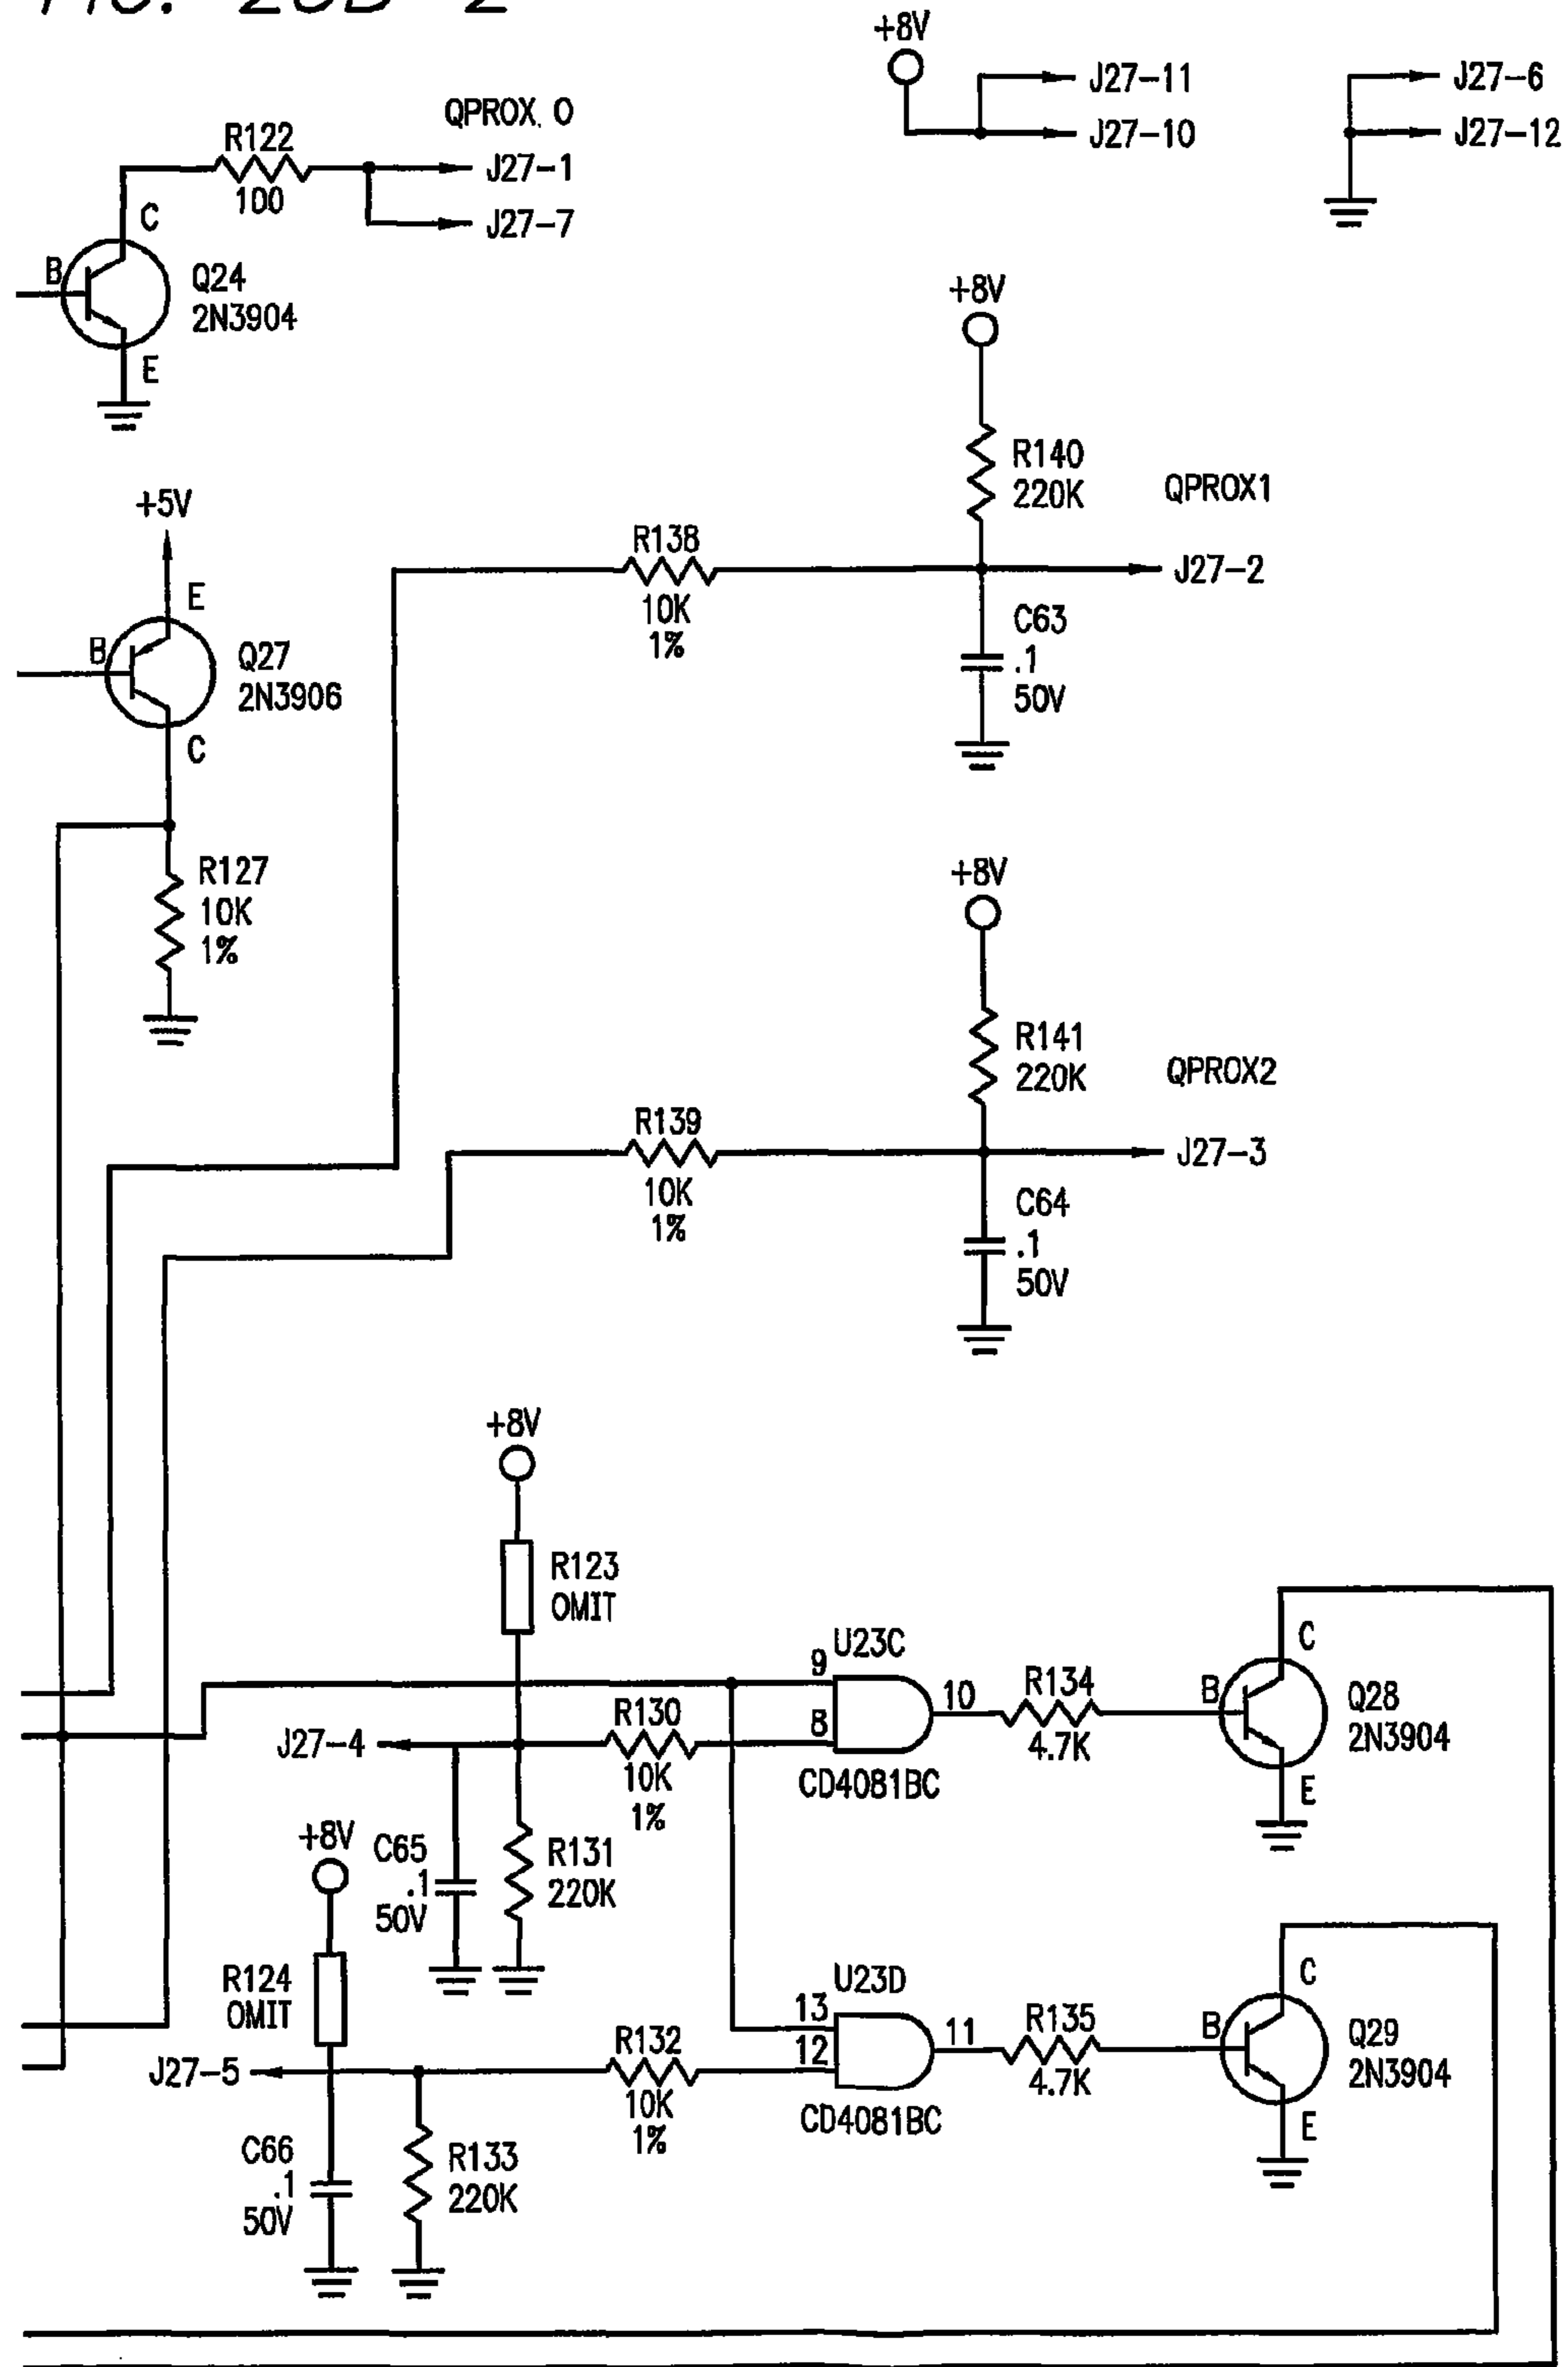 FIG. 26B-2
+8V
J27-11
J27-10
J27-6
J27-12
QPROX. 0
R122
100
J27-1
J27-7
C
B
E
Q24
2N3904
+8V
R140
220K
QPROX1
J27-2
R138
10K
1%
C63
.1
50V
+5V
E
B
C
Q27
2N3906
R127
10K
1%
+8V
R141
220K
QPROX2
J27-3
R139
10K
1%
C64
.1
50V
+8V
R123
OMIT
U23C
9
8
10
CD4081BC
R134
4.7K
C
B
E
Q28
2N3904
J27-4
R130
10K
1%
C65
.1
50V
R131
220K
+8V
R124
OMIT
U23D
13
12
11
CD4081BC
R135
4.7K
C
B
E
Q29
2N3904
J27-5
R132
10K
1%
C66
.1
50V
R133
220K